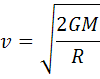 v = √(2GM/R)